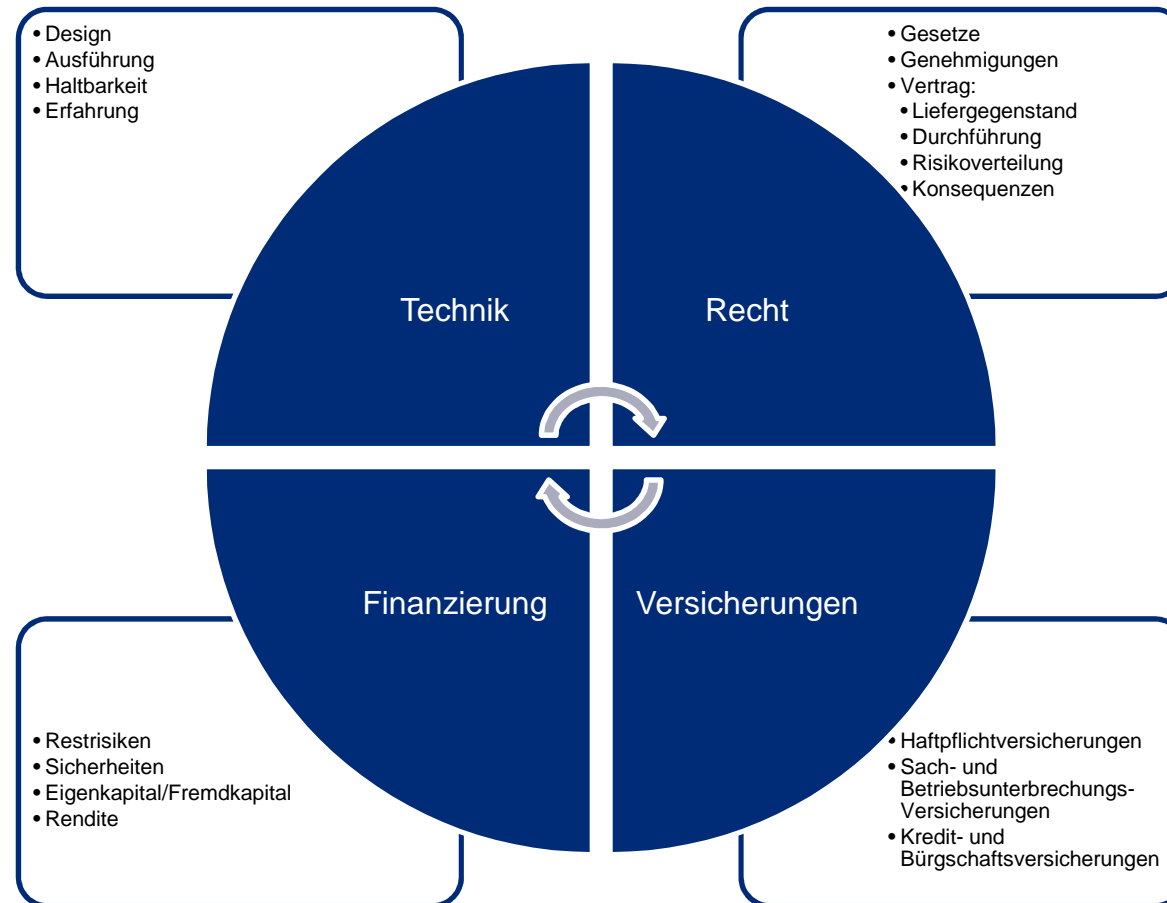 • Design
• Ausführung
• Haltbarkeit
• Erfahrung
• Gesetze
• Genehmigungen
• Vertrag:
• Liefergegenstand
• Durchführung
• Risikoverteilung
• Konsequenzen
Technik
Recht
Finanzierung
Versicherungen
• Restrisiken
• Sicherheiten
• Eigenkapital/Fremdkapital
• Rendite
• Haftpflichtversicherungen
• Sach- und
Betriebsunterbrechungs-
Versicherungen
• Kredit- und
Bürgschaftsversicherungen